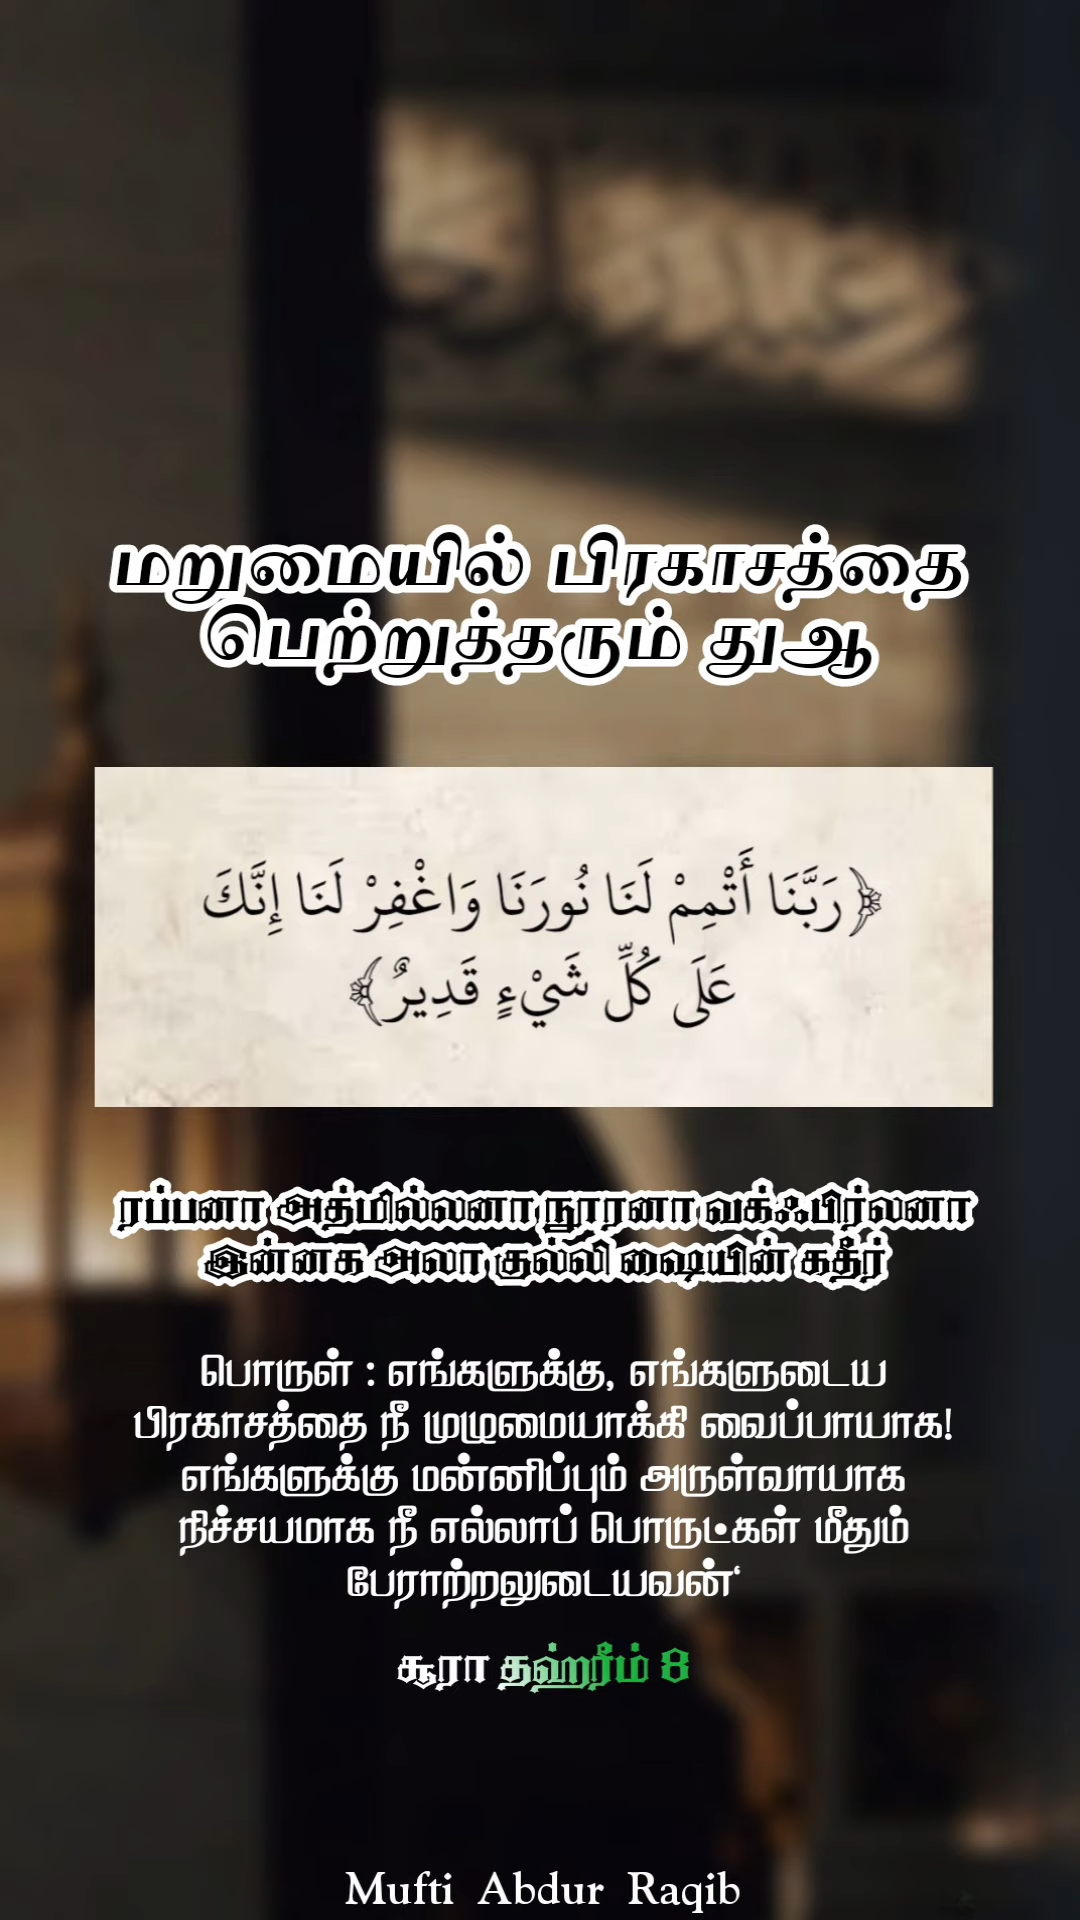 மறுமையில் பிரகாசத்தை
பெற்றுத்தரும் துஆ
﴿رَبَّنَا أَتْمِمْ لَنَا نُورَنَا وَاغْفِرْ لَنَا إِنَّكَ
عَلَى كُلِّ شَيْءٍ قَدِيرٌ﴾
ரப்பனா அத்மில்லனா நூரனா வக்ஃபிர்லனா
இன்னக அலா குல்லி ஷையின் கதீர்
பொருள் : எங்களுக்கு, எங்களுடைய
பிரகாசத்தை நீ முழுமையாக்கி வைப்பாயாக!
எங்களுக்கு மன்னிப்பும் அருள்வாயாக
நிச்சயமாக நீ எல்லாப் பொருட்கள் மீதும்
பேராற்றலுடையவன்‘
சூரா தஹ்ரீம் 8
Mufti Abdur Raqib